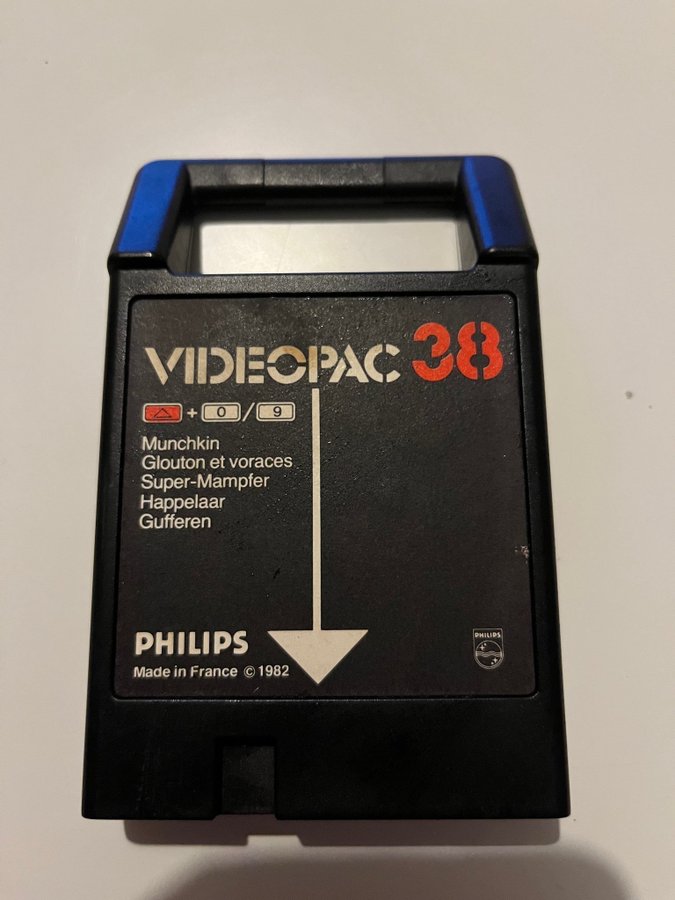 VIDEOPAC 38
+ 0 / 9
Munchkin
Glouton et voraces
Super-Mampfer
Happelaar
Gufferen
PHILIPS
Made in France © 1982
PHILIPS